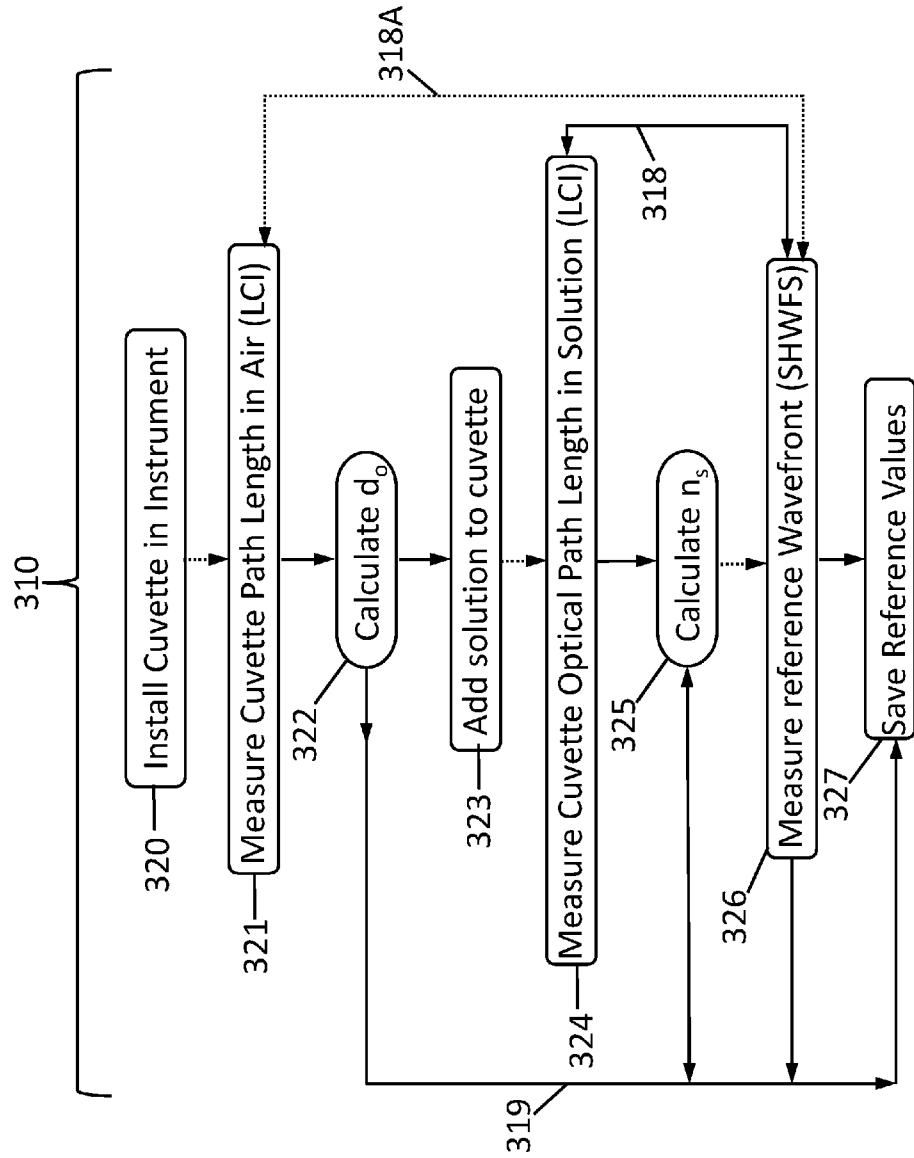 310
Install Cuvette in Instrument
320
Measure Cuvette Path Length in Air (LCI)
321
318A
Calculate dₒ
322
Add solution to cuvette
323
Measure Cuvette Optical Path Length in Solution (LCI)
324
318
Calculate nₛ
325
319
Measure reference Wavefront (SHWFS)
326
Save Reference Values
327